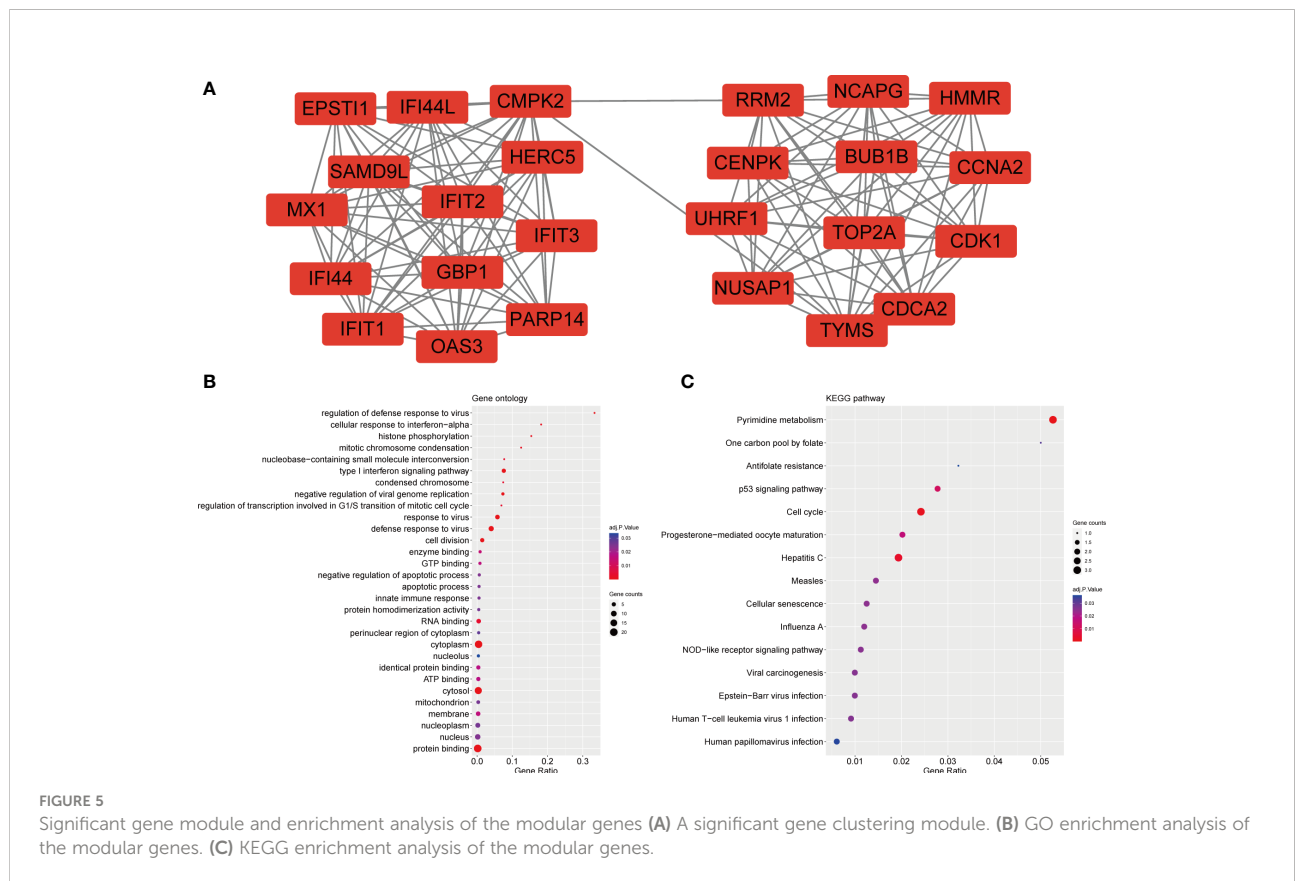 A
EPSTI1
IFI44L
CMPK2
RRM2
NCAPG
HMMR
SAMD9L
HERC5
CENPK
BUB1B
CCNA2
MX1
IFIT2
IFIT3
UHRF1
TOP2A
CDK1
IFI44
GBP1
NUSAP1
CDCA2
IFIT1
OAS3
PARP14
TYMS
B
Gene ontology
regulation of defense response to virus
cellular response to interferon-alpha
histone phosphorylation
mitotic chromosome condensation
nucleobase-containing small molecule interconversion
type I interferon signaling pathway
condensed chromosome
negative regulation of viral genome replication
regulation of transcription involved in G1/S transition of mitotic cell cycle
response to virus
defense response to virus
cell division
enzyme binding
GTP binding
negative regulation of apoptotic process
apoptotic process
innate immune response
protein homodimerization activity
RNA binding
perinuclear region of cytoplasm
cytoplasm
nucleolus
identical protein binding
ATP binding
cytosol
mitochondrion
membrane
nucleoplasm
nucleus
protein binding
0.0 0.1 0.2 0.3
Gene Ratio
adj.P.Value
0.03
0.02
0.01
Gene counts
5
10
15
20
C
KEGG pathway
Pyrimidine metabolism
One carbon pool by folate
Antifolate resistance
p53 signaling pathway
Cell cycle
Progesterone-mediated oocyte maturation
Hepatitis C
Measles
Cellular senescence
Influenza A
NOD-like receptor signaling pathway
Viral carcinogenesis
Epstein-Barr virus infection
Human T-cell leukemia virus 1 infection
Human papillomavirus infection
0.01 0.02 0.03 0.04 0.05
Gene Ratio
Gene counts
1.0
1.5
2.0
2.5
3.0
adj.P.Value
0.03
0.02
0.01
FIGURE 5
Significant gene module and enrichment analysis of the modular genes (A) A significant gene clustering module. (B) GO enrichment analysis of
the modular genes. (C) KEGG enrichment analysis of the modular genes.